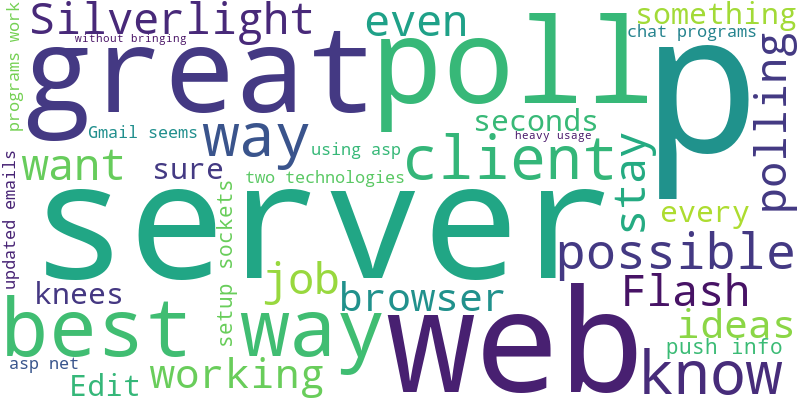 programs work
Silverlight
without bringing
even
something
chat programs
great
poll
p
polling
Gmail seems
way
seconds
heavy usage
using asp
client
want
sure
two technologies
stay
every
updated emails
server
setup sockets
possible
knees
job
browser
Flash
best way
web
ideas
push info
asp net
Edit
working
know